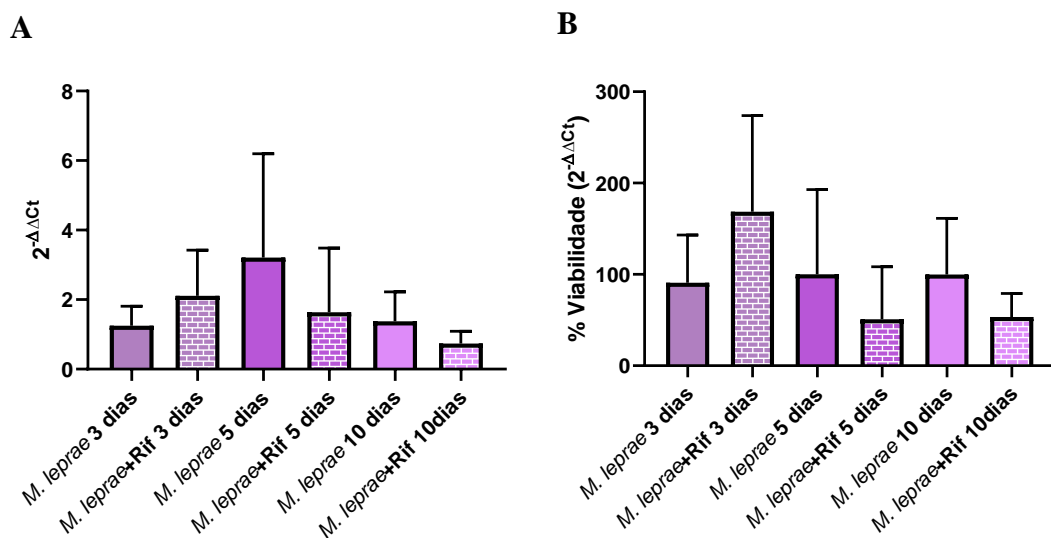 A
8
6
4
2
0
2-ΔΔCt
M. leprae 3 dias
M. leprae+Rif 3 dias
M. leprae 5 dias
M. leprae+Rif 5 dias
M. leprae 10 dias
M. leprae+Rif 10dias
B
300
200
100
0
% Viabilidade (2-ΔΔCt)
M. leprae 3 dias
M. leprae+Rif 3 dias
M. leprae 5 dias
M. leprae+Rif 5 dias
M. leprae 10 dias
M. leprae+Rif 10dias